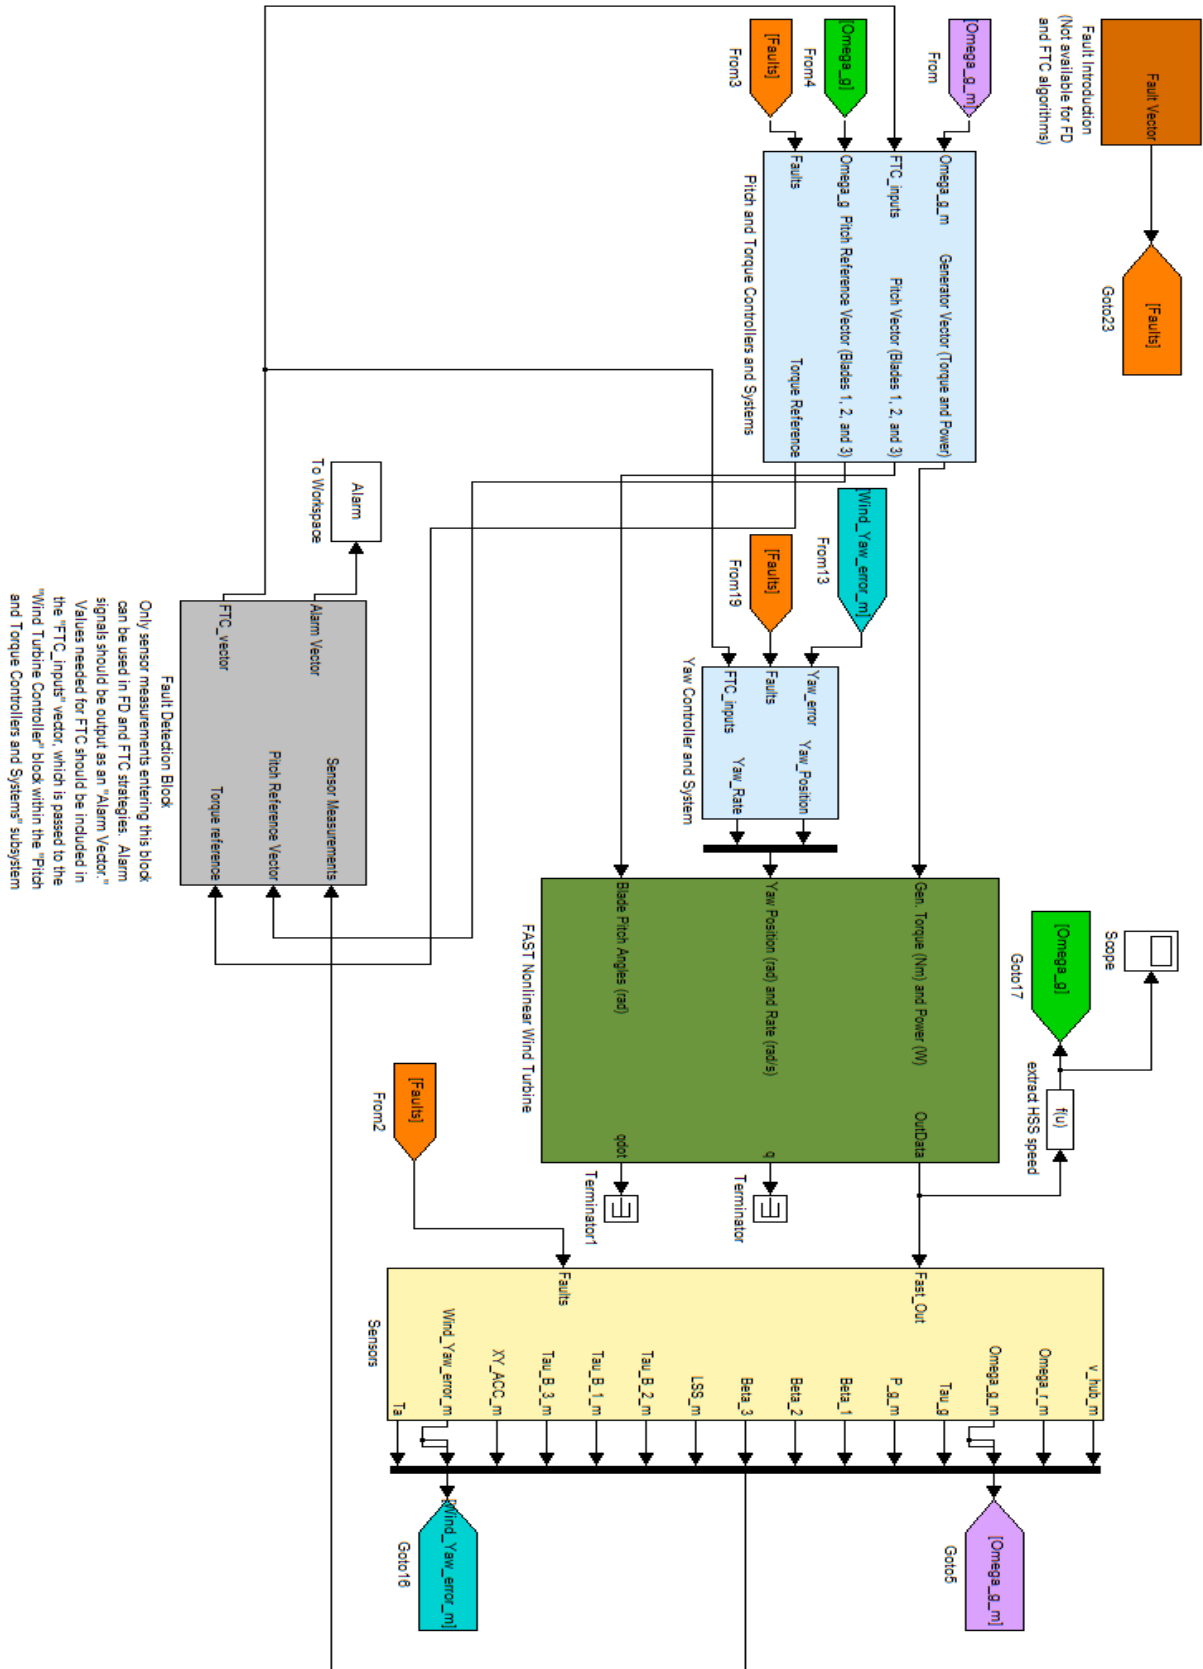 Fault Vector
Fault Introduction
(Not available for FD
and FTC algorithms)
[Faults]
Goto23
[Omega_g_m]
From
[Omega_g]
From4
[Faults]
From3
Omega_g_m
Generator Vector (Torque and Power)
FTC_inputs
Pitch Vector (Blades 1, 2, and 3)
Omega_g
Pitch Reference Vector (Blades 1, 2, and 3)
Faults
Torque Reference
Pitch and Torque Controllers and Systems
[Wind_Yaw_error_m]
From13
[Faults]
From19
Yaw_error
Yaw_Position
Faults
FTC_inputs
Yaw_Rate
Yaw Controller and System
Scope
[Omega_g]
Goto17
f(u)
extract HSS speed
Gen. Torque (Nm) and Power (W)
OutData
Yaw Position (rad) and Rate (rad/s)
q
Blade Pitch Angles (rad)
qdot
FAST Nonlinear Wind Turbine
Terminator
Terminator1
[Faults]
From2
Fast_Out
Faults
v_hub_m
Omega_r_m
Omega_g_m
Tau_g
P_g_m
Beta_1
Beta_2
Beta_3
LSS_m
Tau_B_2_m
Tau_B_1_m
Tau_B_3_m
XY_ACC_m
Wind_Yaw_error_m
Ta
Sensors
[Omega_g_m]
Goto5
[Wind_Yaw_error_m]
Goto16
Alarm
To Workspace
Alarm Vector
Sensor Measurements
Pitch Reference Vector
FTC_vector
Torque reference
Fault Detection Block
Only sensor measurements entering this block
can be used in FD and FTC strategies. Alarm
signals should be output as an "Alarm Vector."
Values needed for FTC should be included in
the "FTC_inputs" vector, which is passed to the
"Wind Turbine Controller" block within the "Pitch
and Torque Controllers and Systems" subsystem